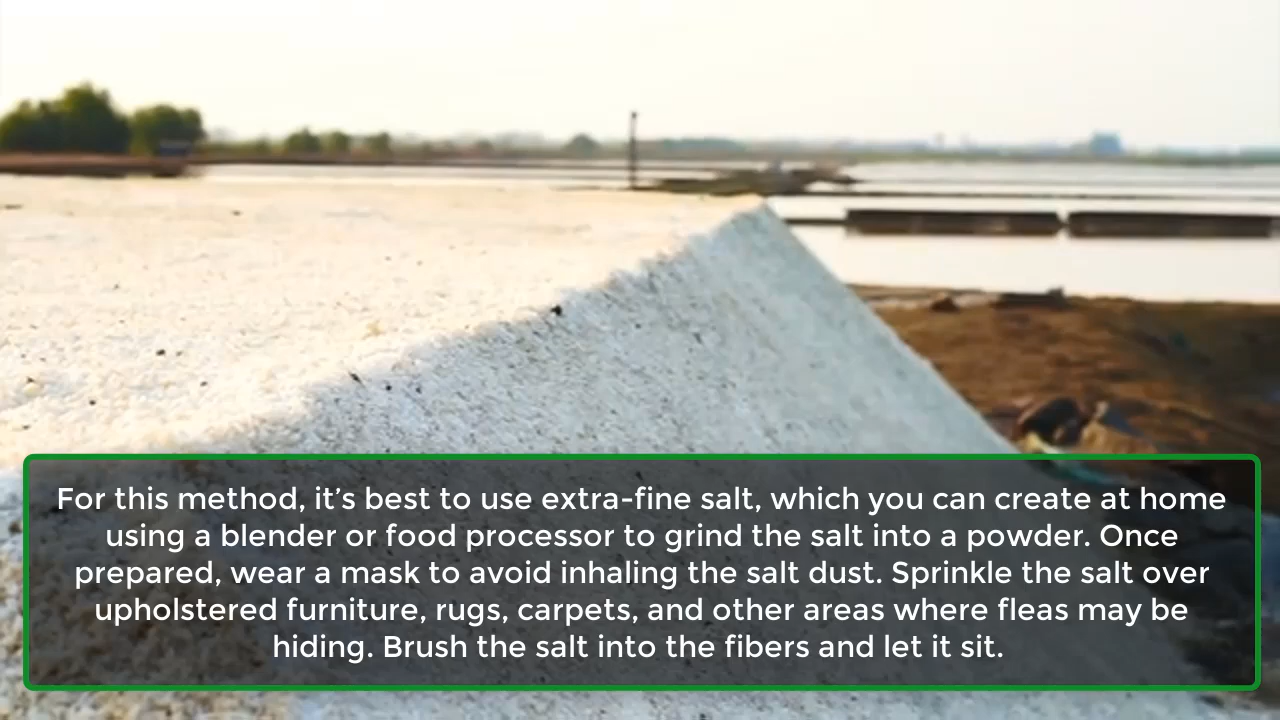 For this method, it’s best to use extra-fine salt, which you can create at home
using a blender or food processor to grind the salt into a powder. Once
prepared, wear a mask to avoid inhaling the salt dust. Sprinkle the salt over
upholstered furniture, rugs, carpets, and other areas where fleas may be
hiding. Brush the salt into the fibers and let it sit.